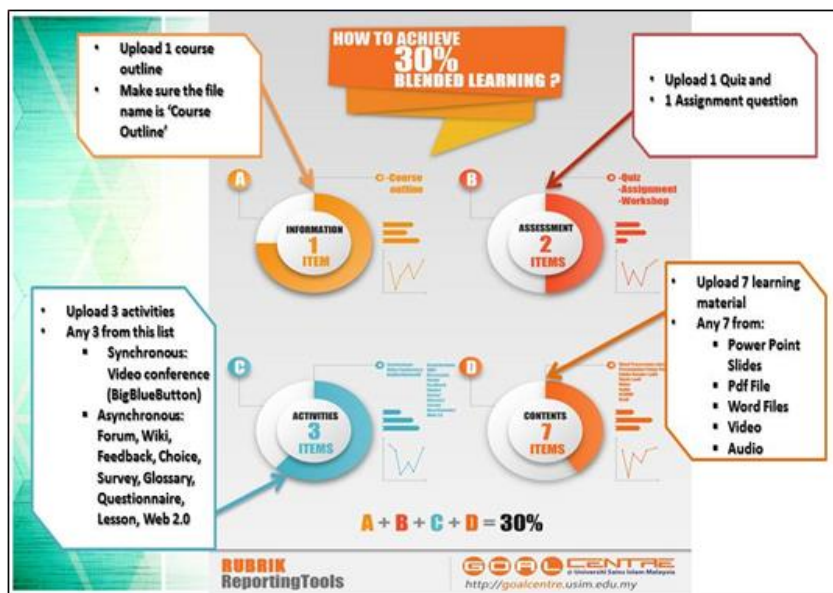 HOW TO ACHIEVE
30%
BLENDED LEARNING ?
• Upload 1 course
outline
• Make sure the file
name is 'Course
Outline'
• Upload 1 Quiz and
• 1 Assignment question
A
INFORMATION
1
ITEM
-Course
outline
B
ASSESSMENT
2
ITEMS
-Quiz
-Assignment
-Workshop
• Upload 3 activities
• Any 3 from this list
▪ Synchronous:
Video conference
(BigBlueButton)
▪ Asynchronous:
Forum, Wiki,
Feedback, Choice,
Survey, Glossary,
Questionnaire,
Lesson, Web 2.0
C
ACTIVITIES
3
ITEMS
D
CONTENTS
7
ITEMS
• Upload 7 learning
material
• Any 7 from:
▪ Power Point
Slides
▪ Pdf File
▪ Word Files
▪ Video
▪ Audio
A + B + C + D = 30%
RUBRIK
ReportingTools
GOAL CENTRE
@ Universiti Sains Islam Malaysia
http://goalcentre.usim.edu.my